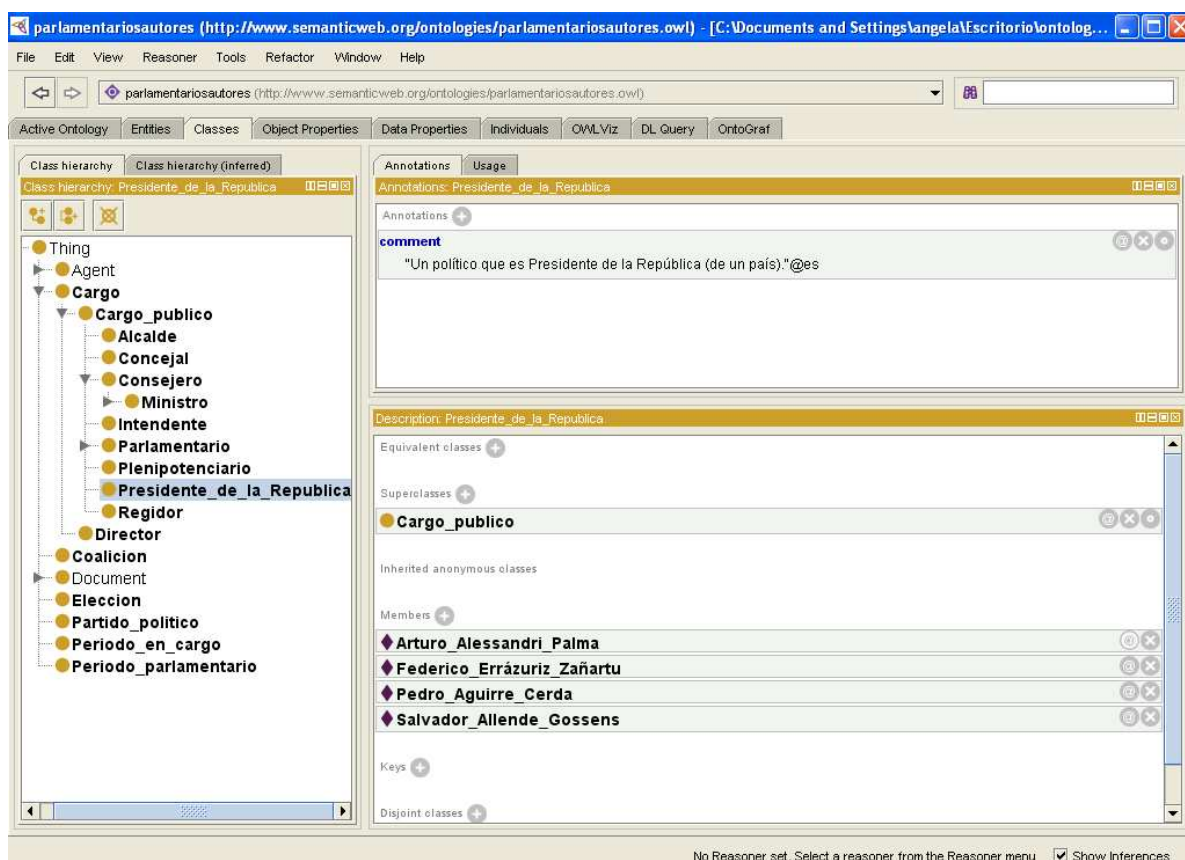 parlamentariosautores (http://www.semanticweb.org/ontologies/parlamentariosautores.owl) - [C:\Documents and Settings\angela\Escritorio\ontolog...
File Edit View Reasoner Tools Refactor Window Help
parlamentariosautores (http://www.semanticweb.org/ontologies/parlamentariosautores.owl)
Active Ontology Entities Classes Object Properties Data Properties Individuals OWLViz DL Query OntoGraf
Class hierarchy Class hierarchy (inferred)
Class hierarchy: Presidente_de_la_Republica
Thing
Agent
Cargo
Cargo_publico
Alcalde
Concejal
Consejero
Ministro
Intendente
Parlamentario
Plenipotenciario
Presidente_de_la_Republica
Regidor
Director
Coalicion
Document
Eleccion
Partido_politico
Periodo_en_cargo
Periodo_parlamentario
Annotations Usage
Annotations: Presidente_de_la_Republica
Annotations
comment
"Un político que es Presidente de la República (de un país)."@es
Description: Presidente_de_la_Republica
Equivalent classes
Superclasses
Cargo_publico
Inherited anonymous classes
Members
Arturo_Alessandri_Palma
Federico_Errázuriz_Zañartu
Pedro_Aguirre_Cerda
Salvador_Allende_Gossens
Keys
Disjoint classes
No Reasoner set. Select a reasoner from the Reasoner menu Show Inferences